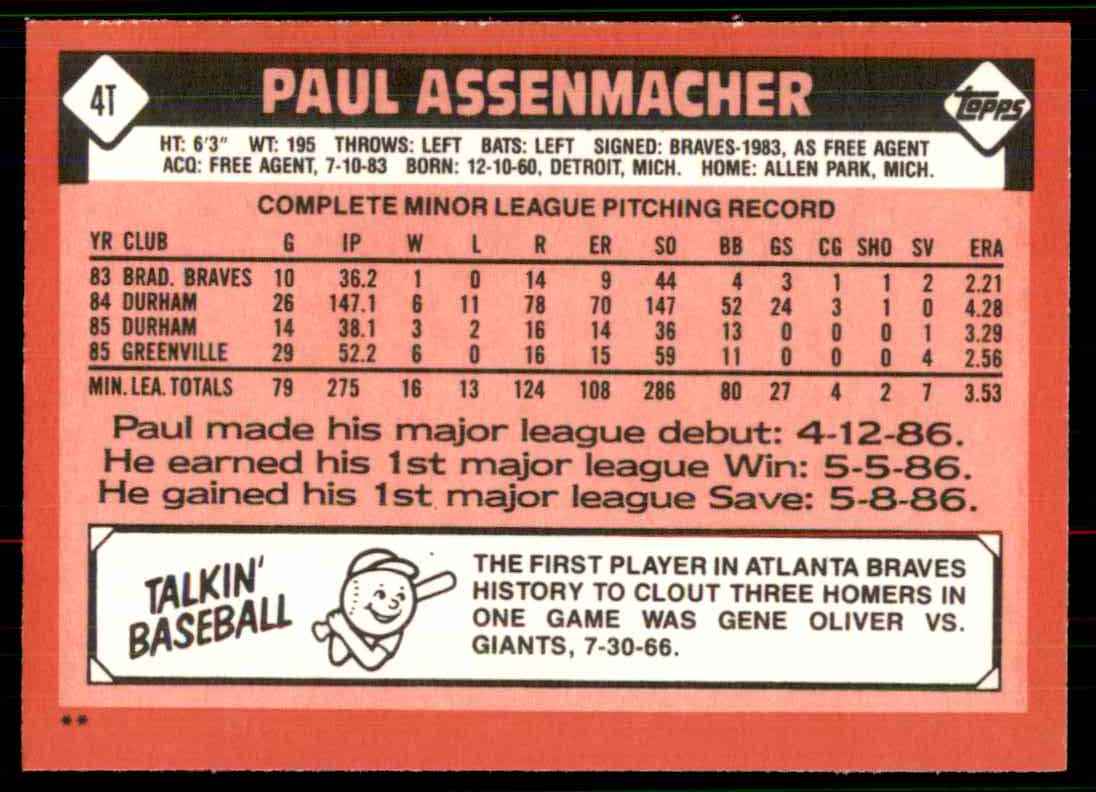 4T
PAUL ASSENMACHER
TOPPS
HT: 6'3" WT: 195 THROWS: LEFT BATS: LEFT SIGNED: BRAVES-1983, AS FREE AGENT
ACQ: FREE AGENT, 7-10-83 BORN: 12-10-60, DETROIT, MICH. HOME: ALLEN PARK, MICH.
COMPLETE MINOR LEAGUE PITCHING RECORD
YR CLUB G IP W L R ER SO BB GS CG SHO SV ERA
83 BRAD. BRAVES 10 36.2 1 0 14 9 44 4 3 1 1 2 2.21
84 DURHAM 26 147.1 6 11 78 70 147 52 24 3 1 0 4.28
85 DURHAM 14 38.1 3 2 16 14 36 13 0 0 0 1 3.29
85 GREENVILLE 29 52.2 6 0 16 15 59 11 0 0 0 4 2.56
MIN. LEA. TOTALS 79 275 16 13 124 108 286 80 27 4 2 7 3.53
Paul made his major league debut: 4-12-86.
He earned his 1st major league Win: 5-5-86.
He gained his 1st major league Save: 5-8-86.
TALKIN'
BASEBALL
THE FIRST PLAYER IN ATLANTA BRAVES
HISTORY TO CLOUT THREE HOMERS IN
ONE GAME WAS GENE OLIVER VS.
GIANTS, 7-30-66.
**